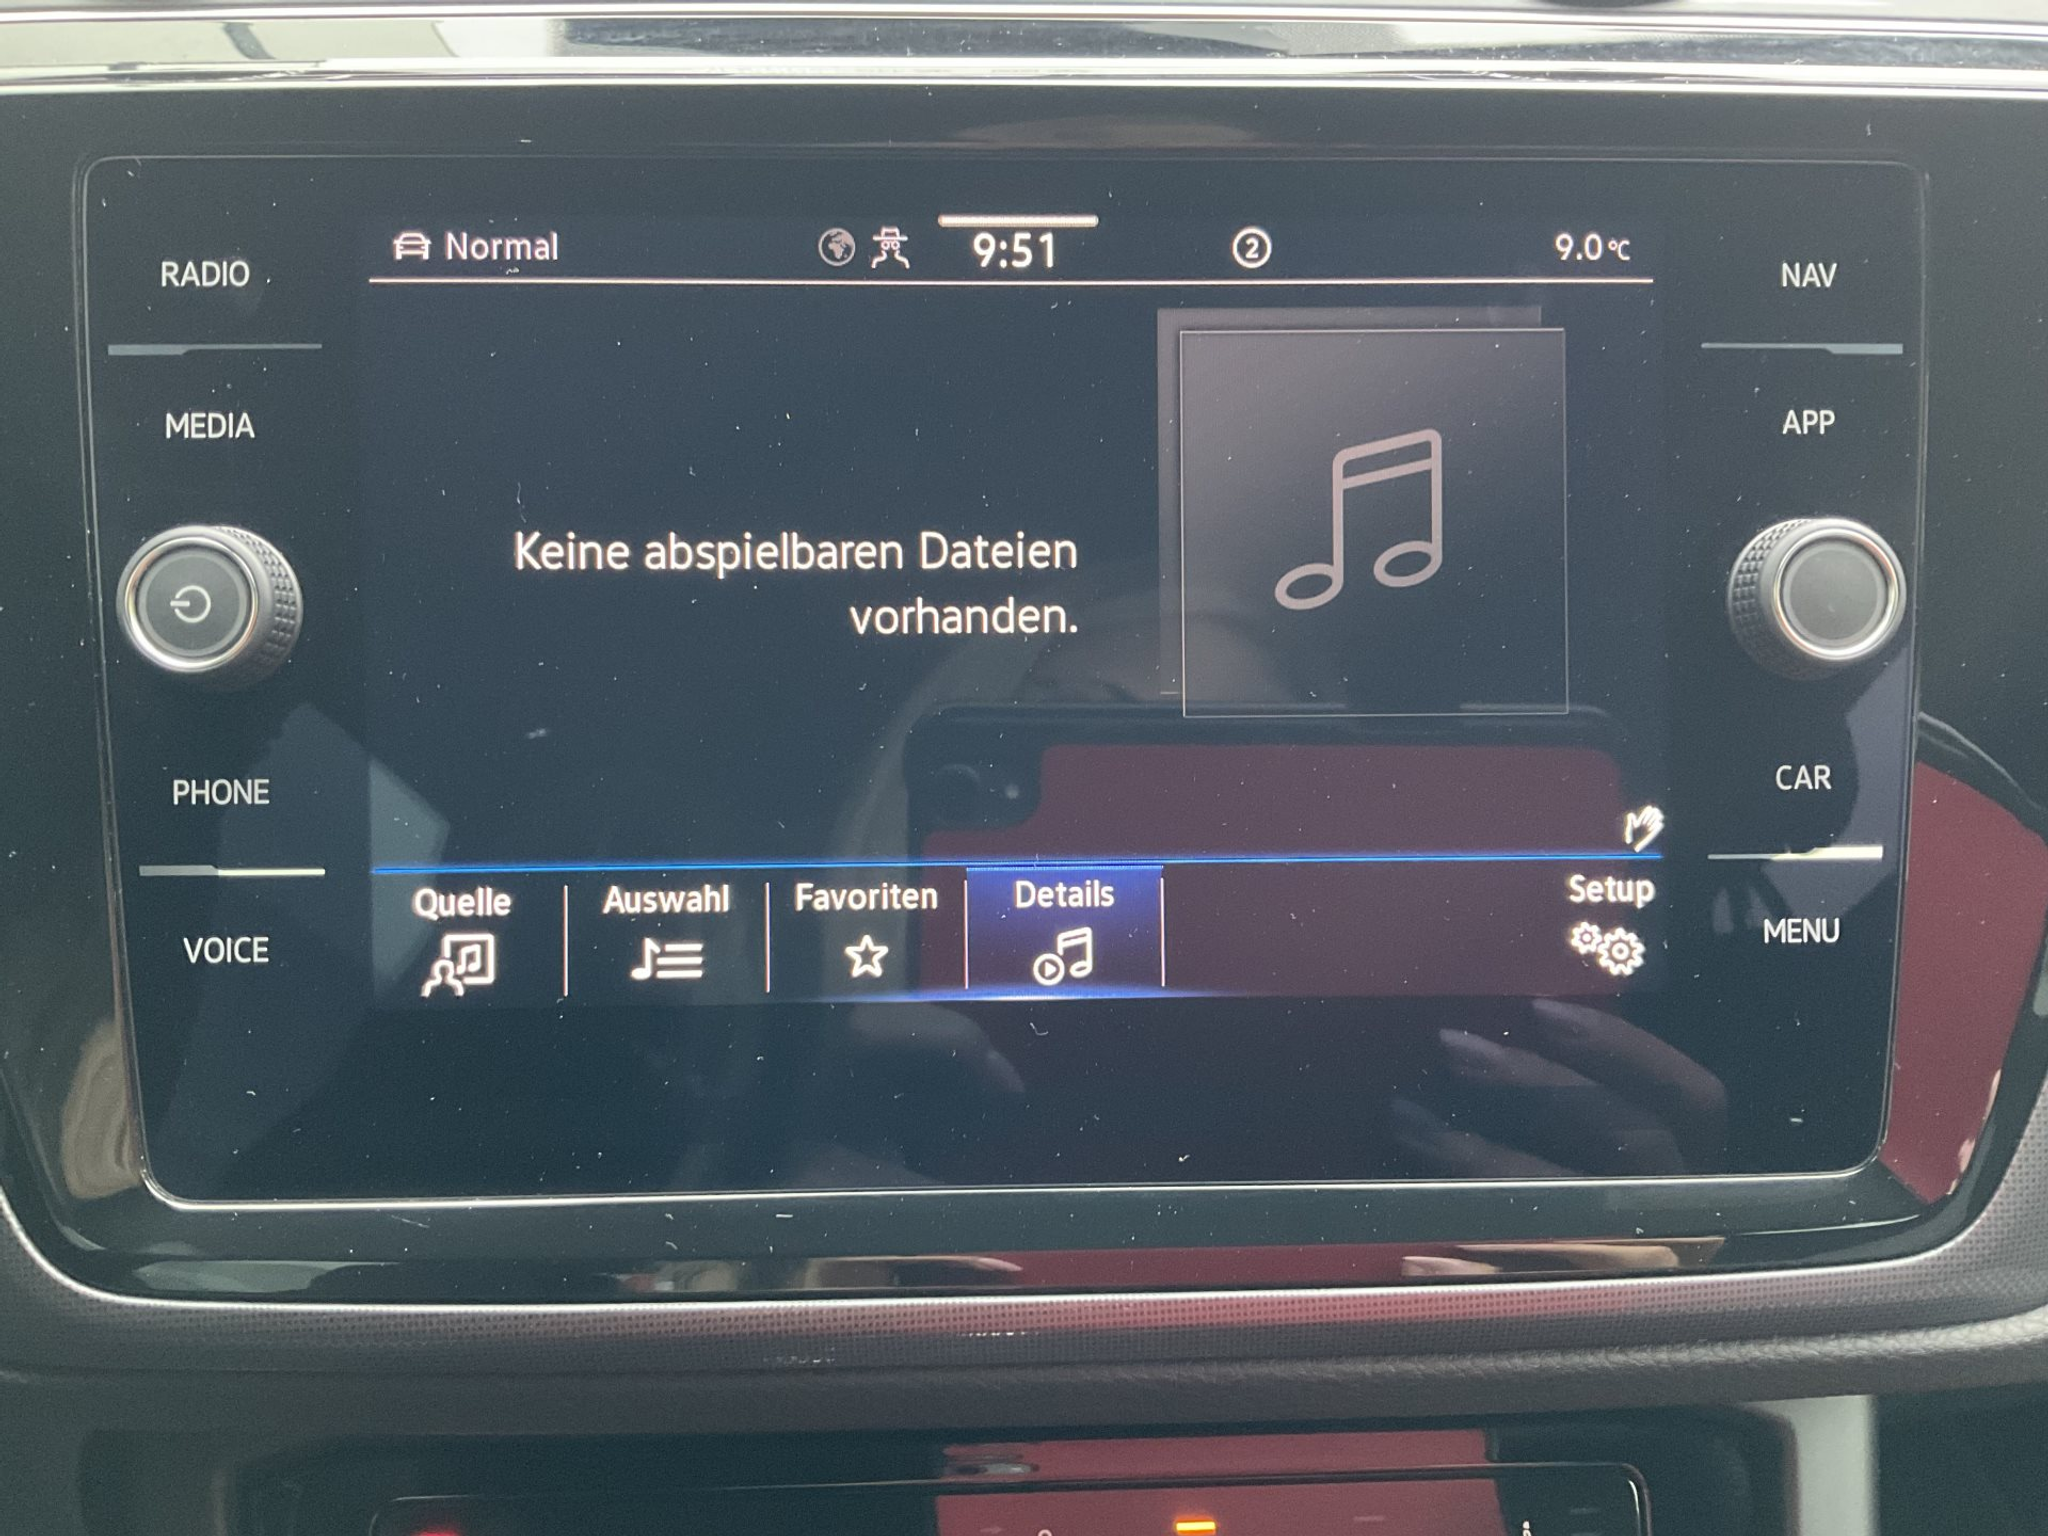 RADIO
MEDIA
PHONE
VOICE
Normal
9:51
2
9.0°C
Keine abspielbaren Dateien
vorhanden.
Quelle
Auswahl
Favoriten
Details
Setup
NAV
APP
CAR
MENU